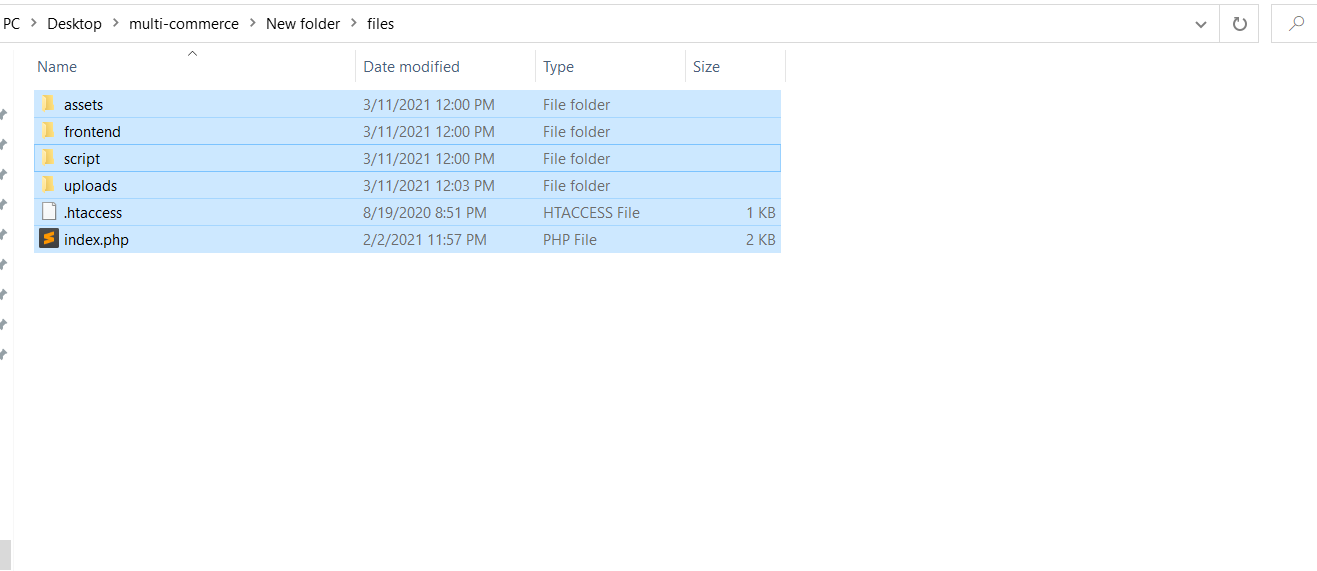 PC > Desktop > multi-commerce > New folder > files
Name Date modified Type Size
assets 3/11/2021 12:00 PM File folder
frontend 3/11/2021 12:00 PM File folder
script 3/11/2021 12:00 PM File folder
uploads 3/11/2021 12:03 PM File folder
.htaccess 8/19/2020 8:51 PM HTACCESS File 1 KB
index.php 2/2/2021 11:57 PM PHP File 2 KB